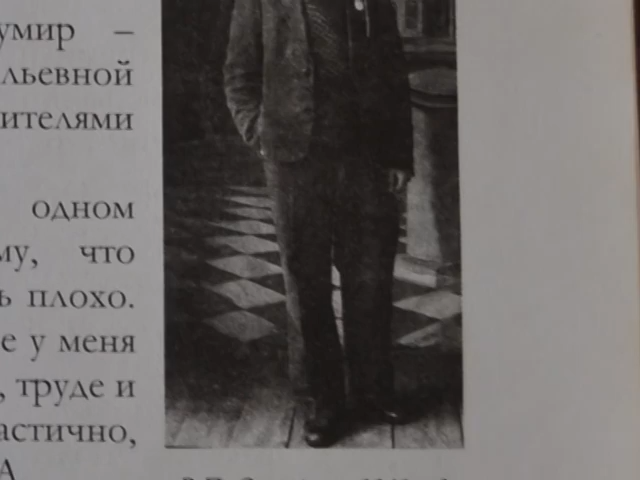 умир –
льевной
ителями
одном
му, что
ь плохо.
е у меня
, труде и
астично,